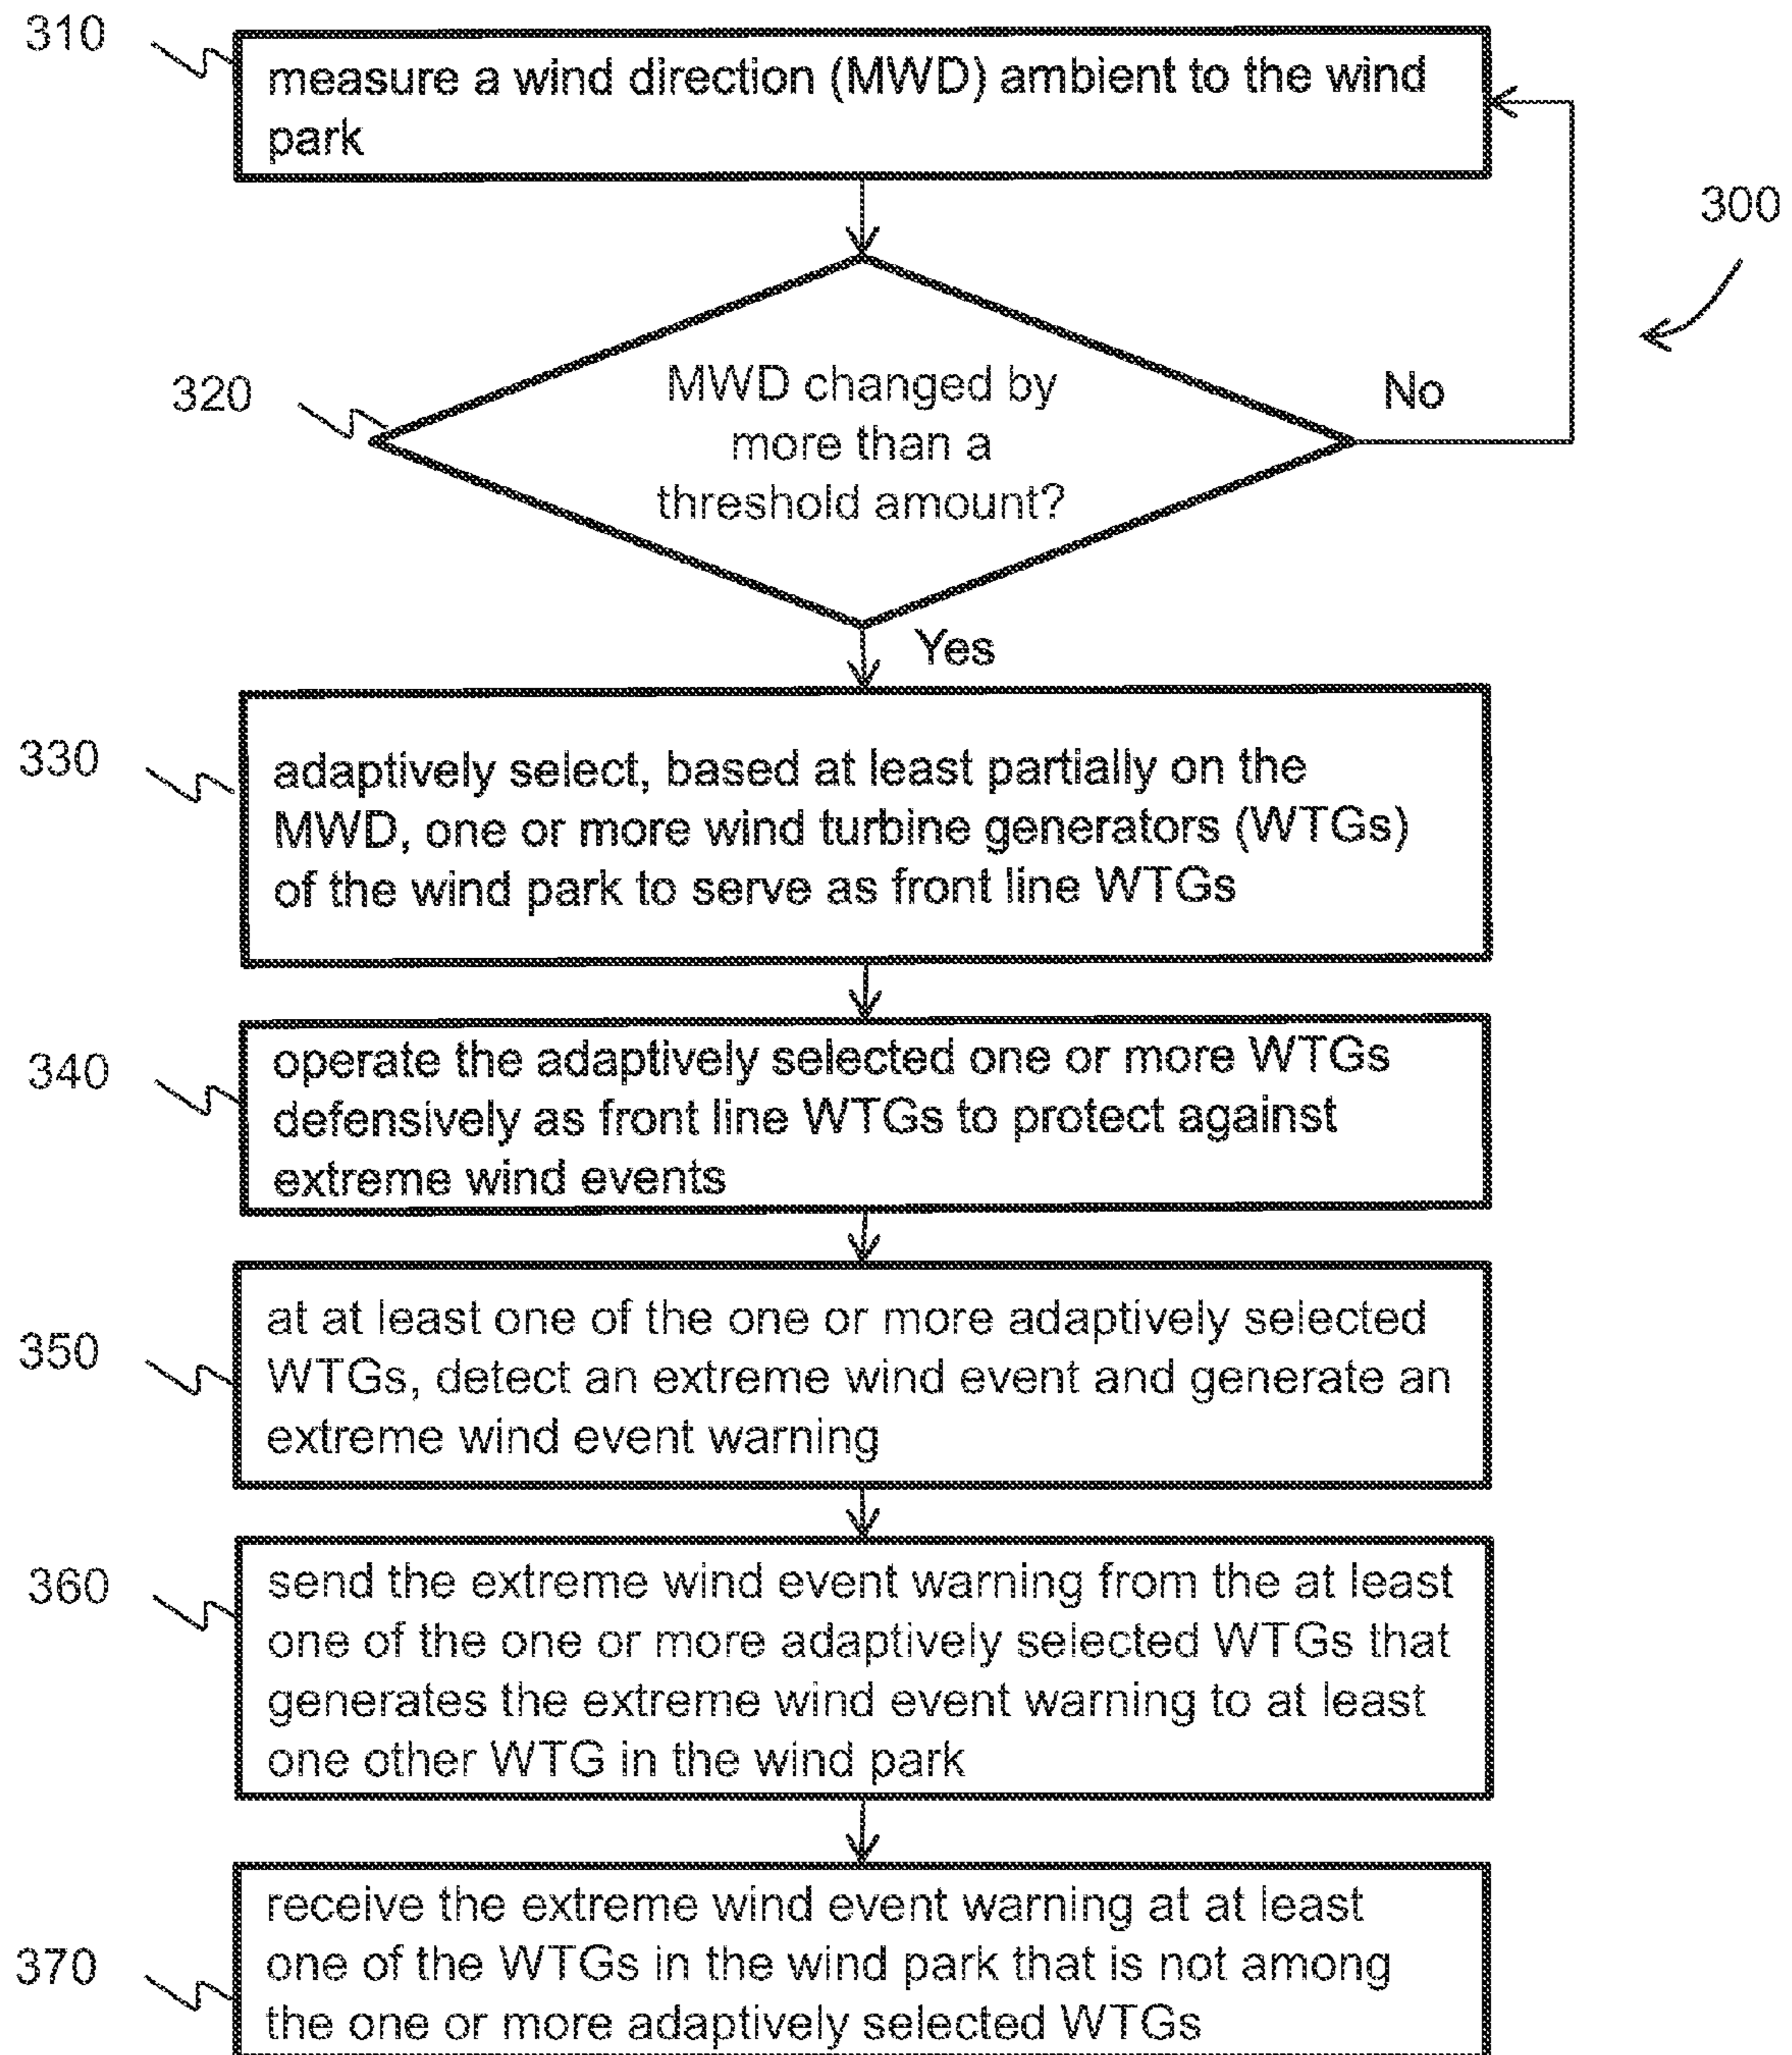 310
measure a wind direction (MWD) ambient to the wind
park
300
320
MWD changed by
more than a
threshold amount?
No
Yes
330
adaptively select, based at least partially on the
MWD, one or more wind turbine generators (WTGs)
of the wind park to serve as front line WTGs
340
operate the adaptively selected one or more WTGs
defensively as front line WTGs to protect against
extreme wind events
350
at at least one of the one or more adaptively selected
WTGs, detect an extreme wind event and generate an
extreme wind event warning
360
send the extreme wind event warning from the at least
one of the one or more adaptively selected WTGs that
generates the extreme wind event warning to at least
one other WTG in the wind park
370
receive the extreme wind event warning at at least
one of the WTGs in the wind park that is not among
the one or more adaptively selected WTGs